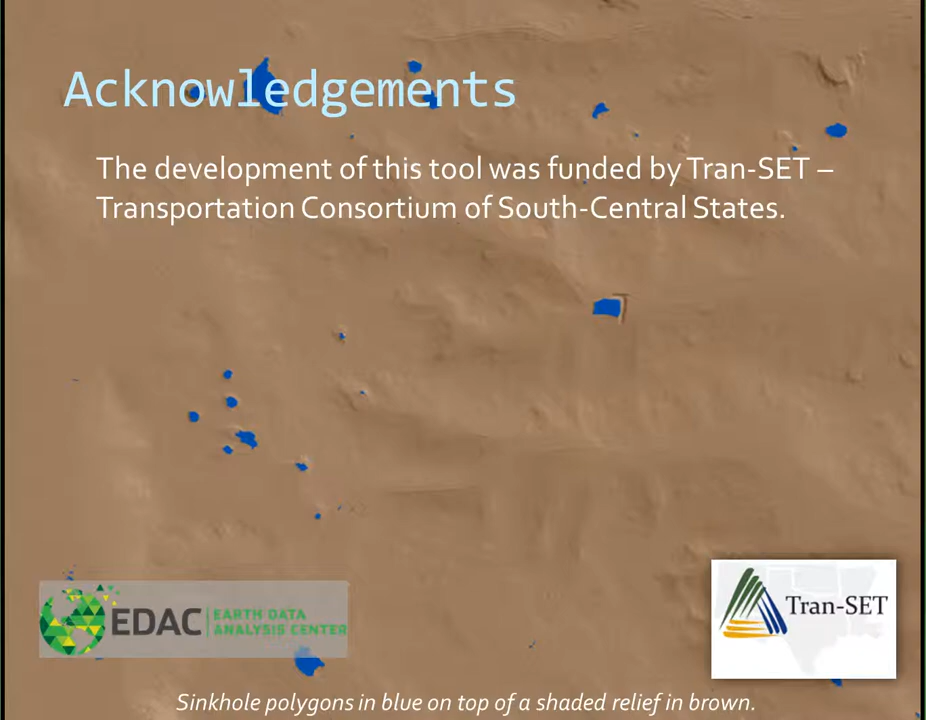 Acknowledgements
The development of this tool was funded by Tran-SET –
Transportation Consortium of South-Central States.
EDAC
EARTH DATA
ANALYSIS CENTER
Tran-SET
Sinkhole polygons in blue on top of a shaded relief in brown.